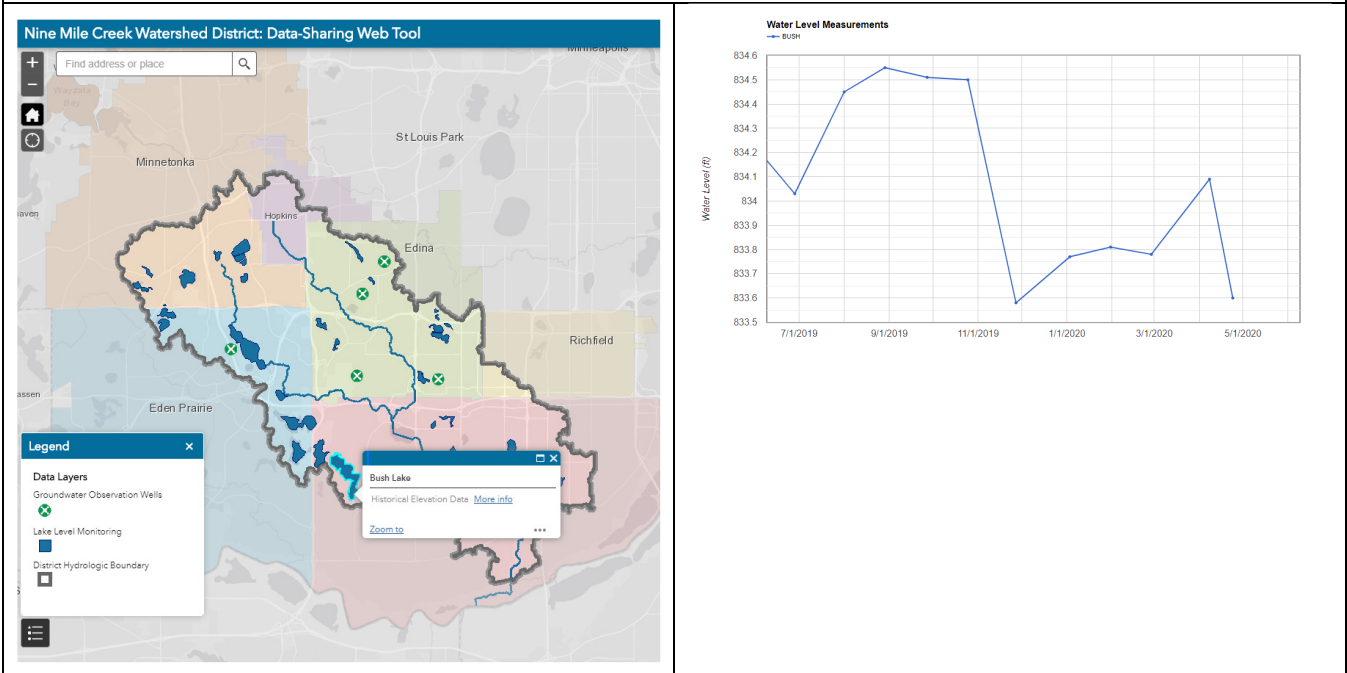 Nine Mile Creek Watershed District: Data-Sharing Web Tool
Minneapolis
+
Find address or place
−
Wayzata
Bay
St Louis Park
Minnetonka
Hopkins
Edina
Richfield
Eden Prairie
Legend
Data Layers
Groundwater Observation Wells
Lake Level Monitoring
District Hydrologic Boundary
Bush Lake
Historical Elevation Data More info
Zoom to
Water Level Measurements
BUSH
Water Level (ft)
834.6
834.5
834.4
834.3
834.2
834.1
834
833.9
833.8
833.7
833.6
833.5
7/1/2019 9/1/2019 11/1/2019 1/1/2020 3/1/2020 5/1/2020